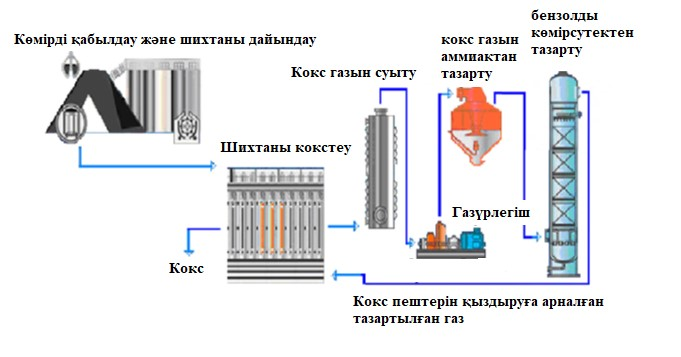 Көмірді қабылдау және шихтаны дайындау
Кокс газын суыту
кокс газын
аммиактан
тазарту
бензолды
көмірсутектен
тазарту
Шихтаны кокстеу
Газүрлегіш
Кокс
Кокс пештерін қыздыруға арналған
тазартылған газ